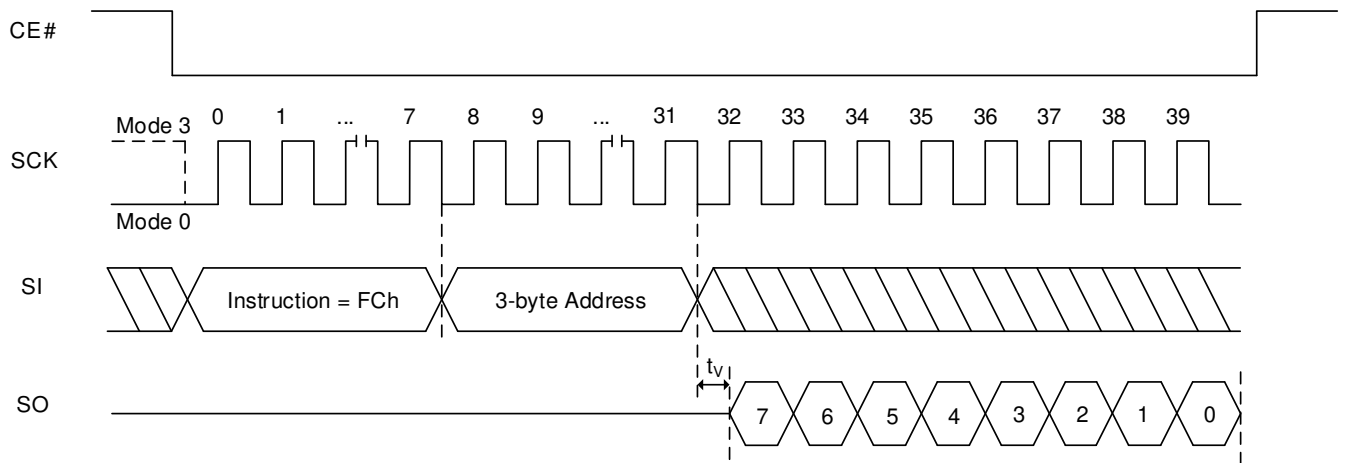 CE#
Mode 3 0 1 ... 7 8 9 ... 31 32 33 34 35 36 37 38 39
SCK
Mode 0
SI Instruction = FCh 3-byte Address
tV
SO 7 6 5 4 3 2 1 0